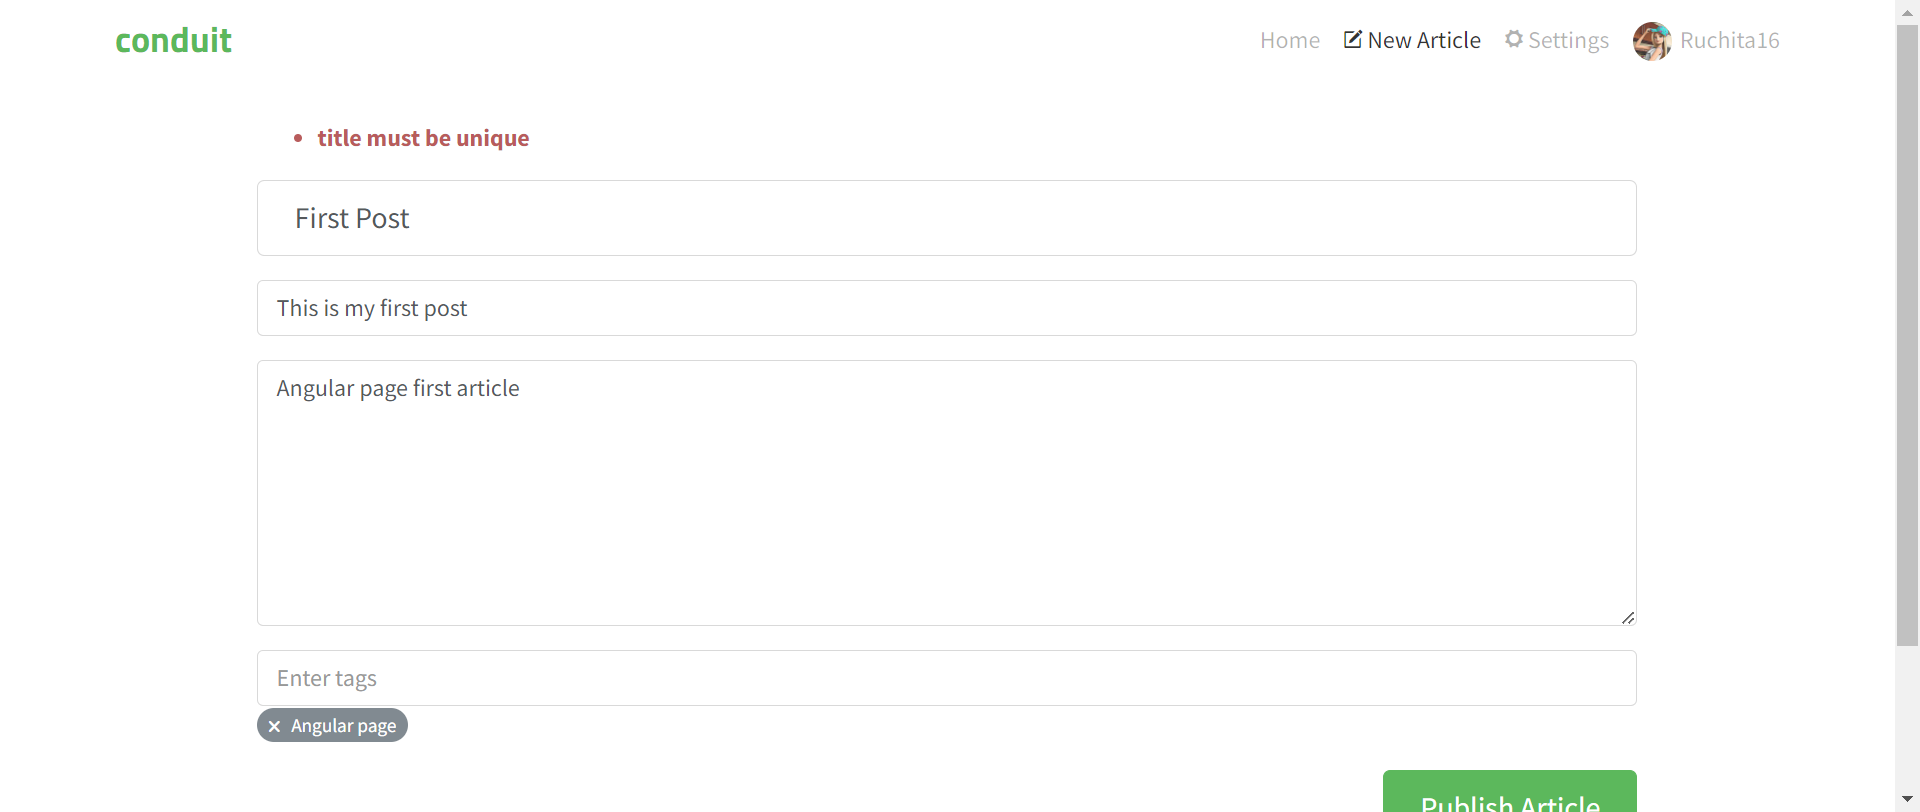 conduit
Home New Article Settings Ruchita16
title must be unique
First Post
This is my first post
Angular page first article
Enter tags
× Angular page
Publish Article